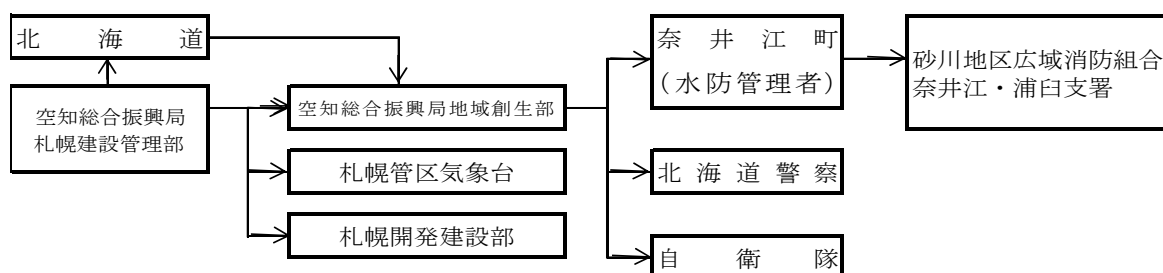 北海道
空知総合振興局
札幌建設管理部
空知総合振興局地域創生部
札幌管区気象台
札幌開発建設部
奈井江町
(水防管理者)
北海道警察
自衛隊
砂川地区広域消防組合
奈井江・浦臼支署